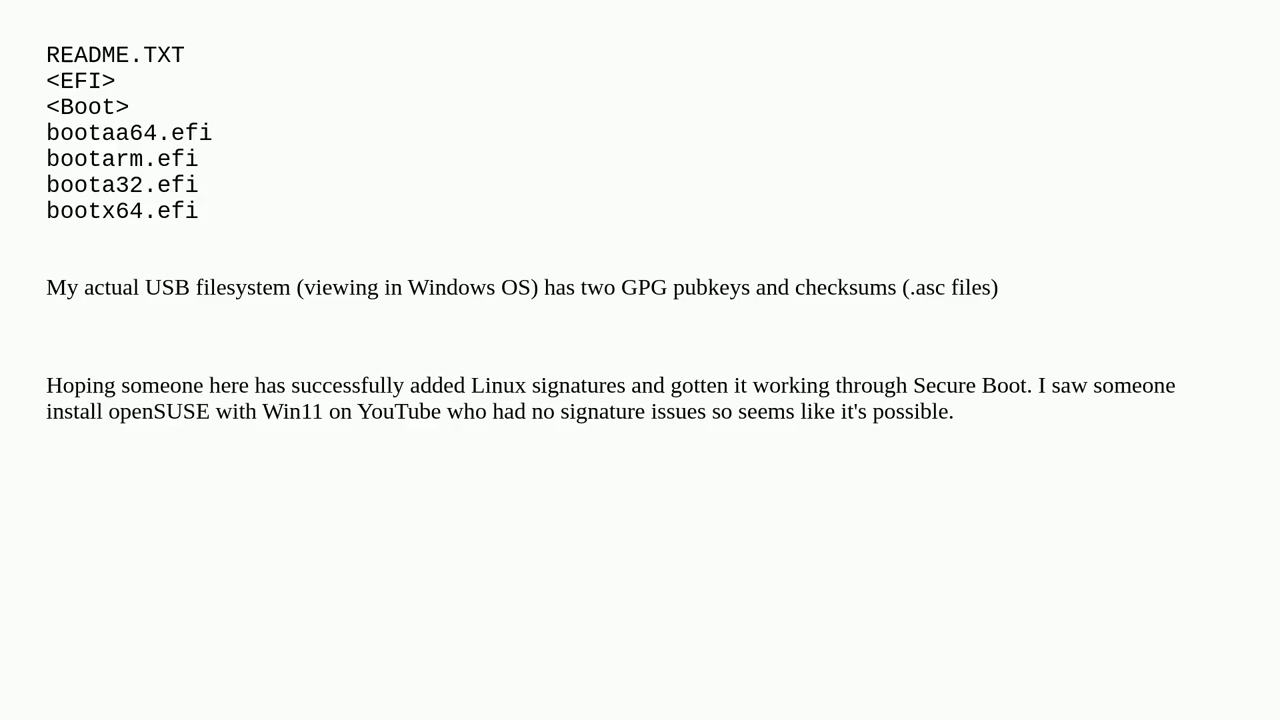 README.TXT
<EFI>
<Boot>
bootaa64.efi
bootarm.efi
boota32.efi
bootx64.efi
My actual USB filesystem (viewing in Windows OS) has two GPG pubkeys and checksums (.asc files)
Hoping someone here has successfully added Linux signatures and gotten it working through Secure Boot. I saw someone
install openSUSE with Win11 on YouTube who had no signature issues so seems like it's possible.